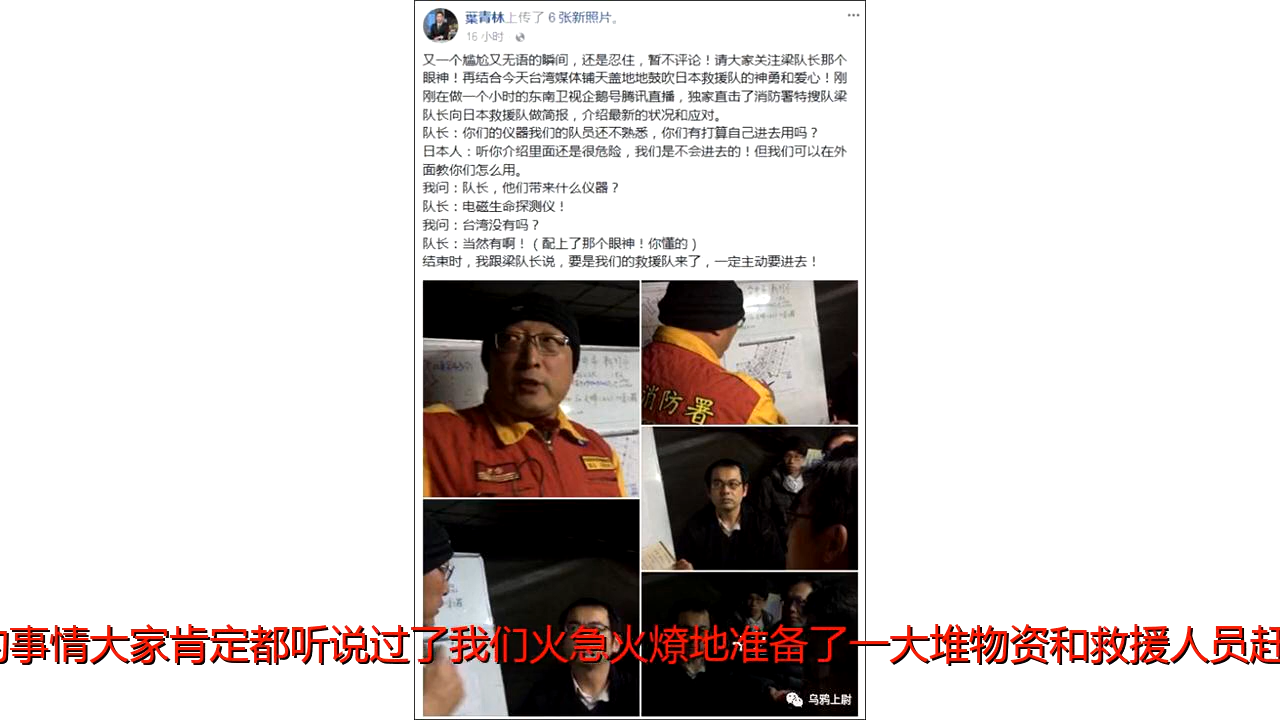 葉青林上传了 6 张新照片。
16 小时
又一个尴尬又无语的瞬间，还是忍住，暂不评论！请大家关注梁队长那个
眼神！再结合今天台湾媒体铺天盖地地鼓吹日本救援队的神勇和爱心！刚
刚在做一个小时的东南卫视企鹅号腾讯直播，独家直击了消防署特搜队梁
队长向日本救援队做简报，介绍最新的状况和应对。
队长：你们的仪器我们的队员还不熟悉，你们有打算自己进去用吗？
日本人：听你介绍里面还是很危险，我们是不会进去的！但我们可以在外
面教你们怎么用。
我问：队长，他们带来什么仪器？
队长：电磁生命探测仪！
我问：台湾没有吗？
队长：当然有啊！（配上了那个眼神！你懂的）
结束时，我跟梁队长说，要是我们的救援队来了，一定主动要进去！
消防署
的事情大家肯定都听说过了我们火急火燎地准备了一大堆物资和救援人员赶
乌鸦上尉